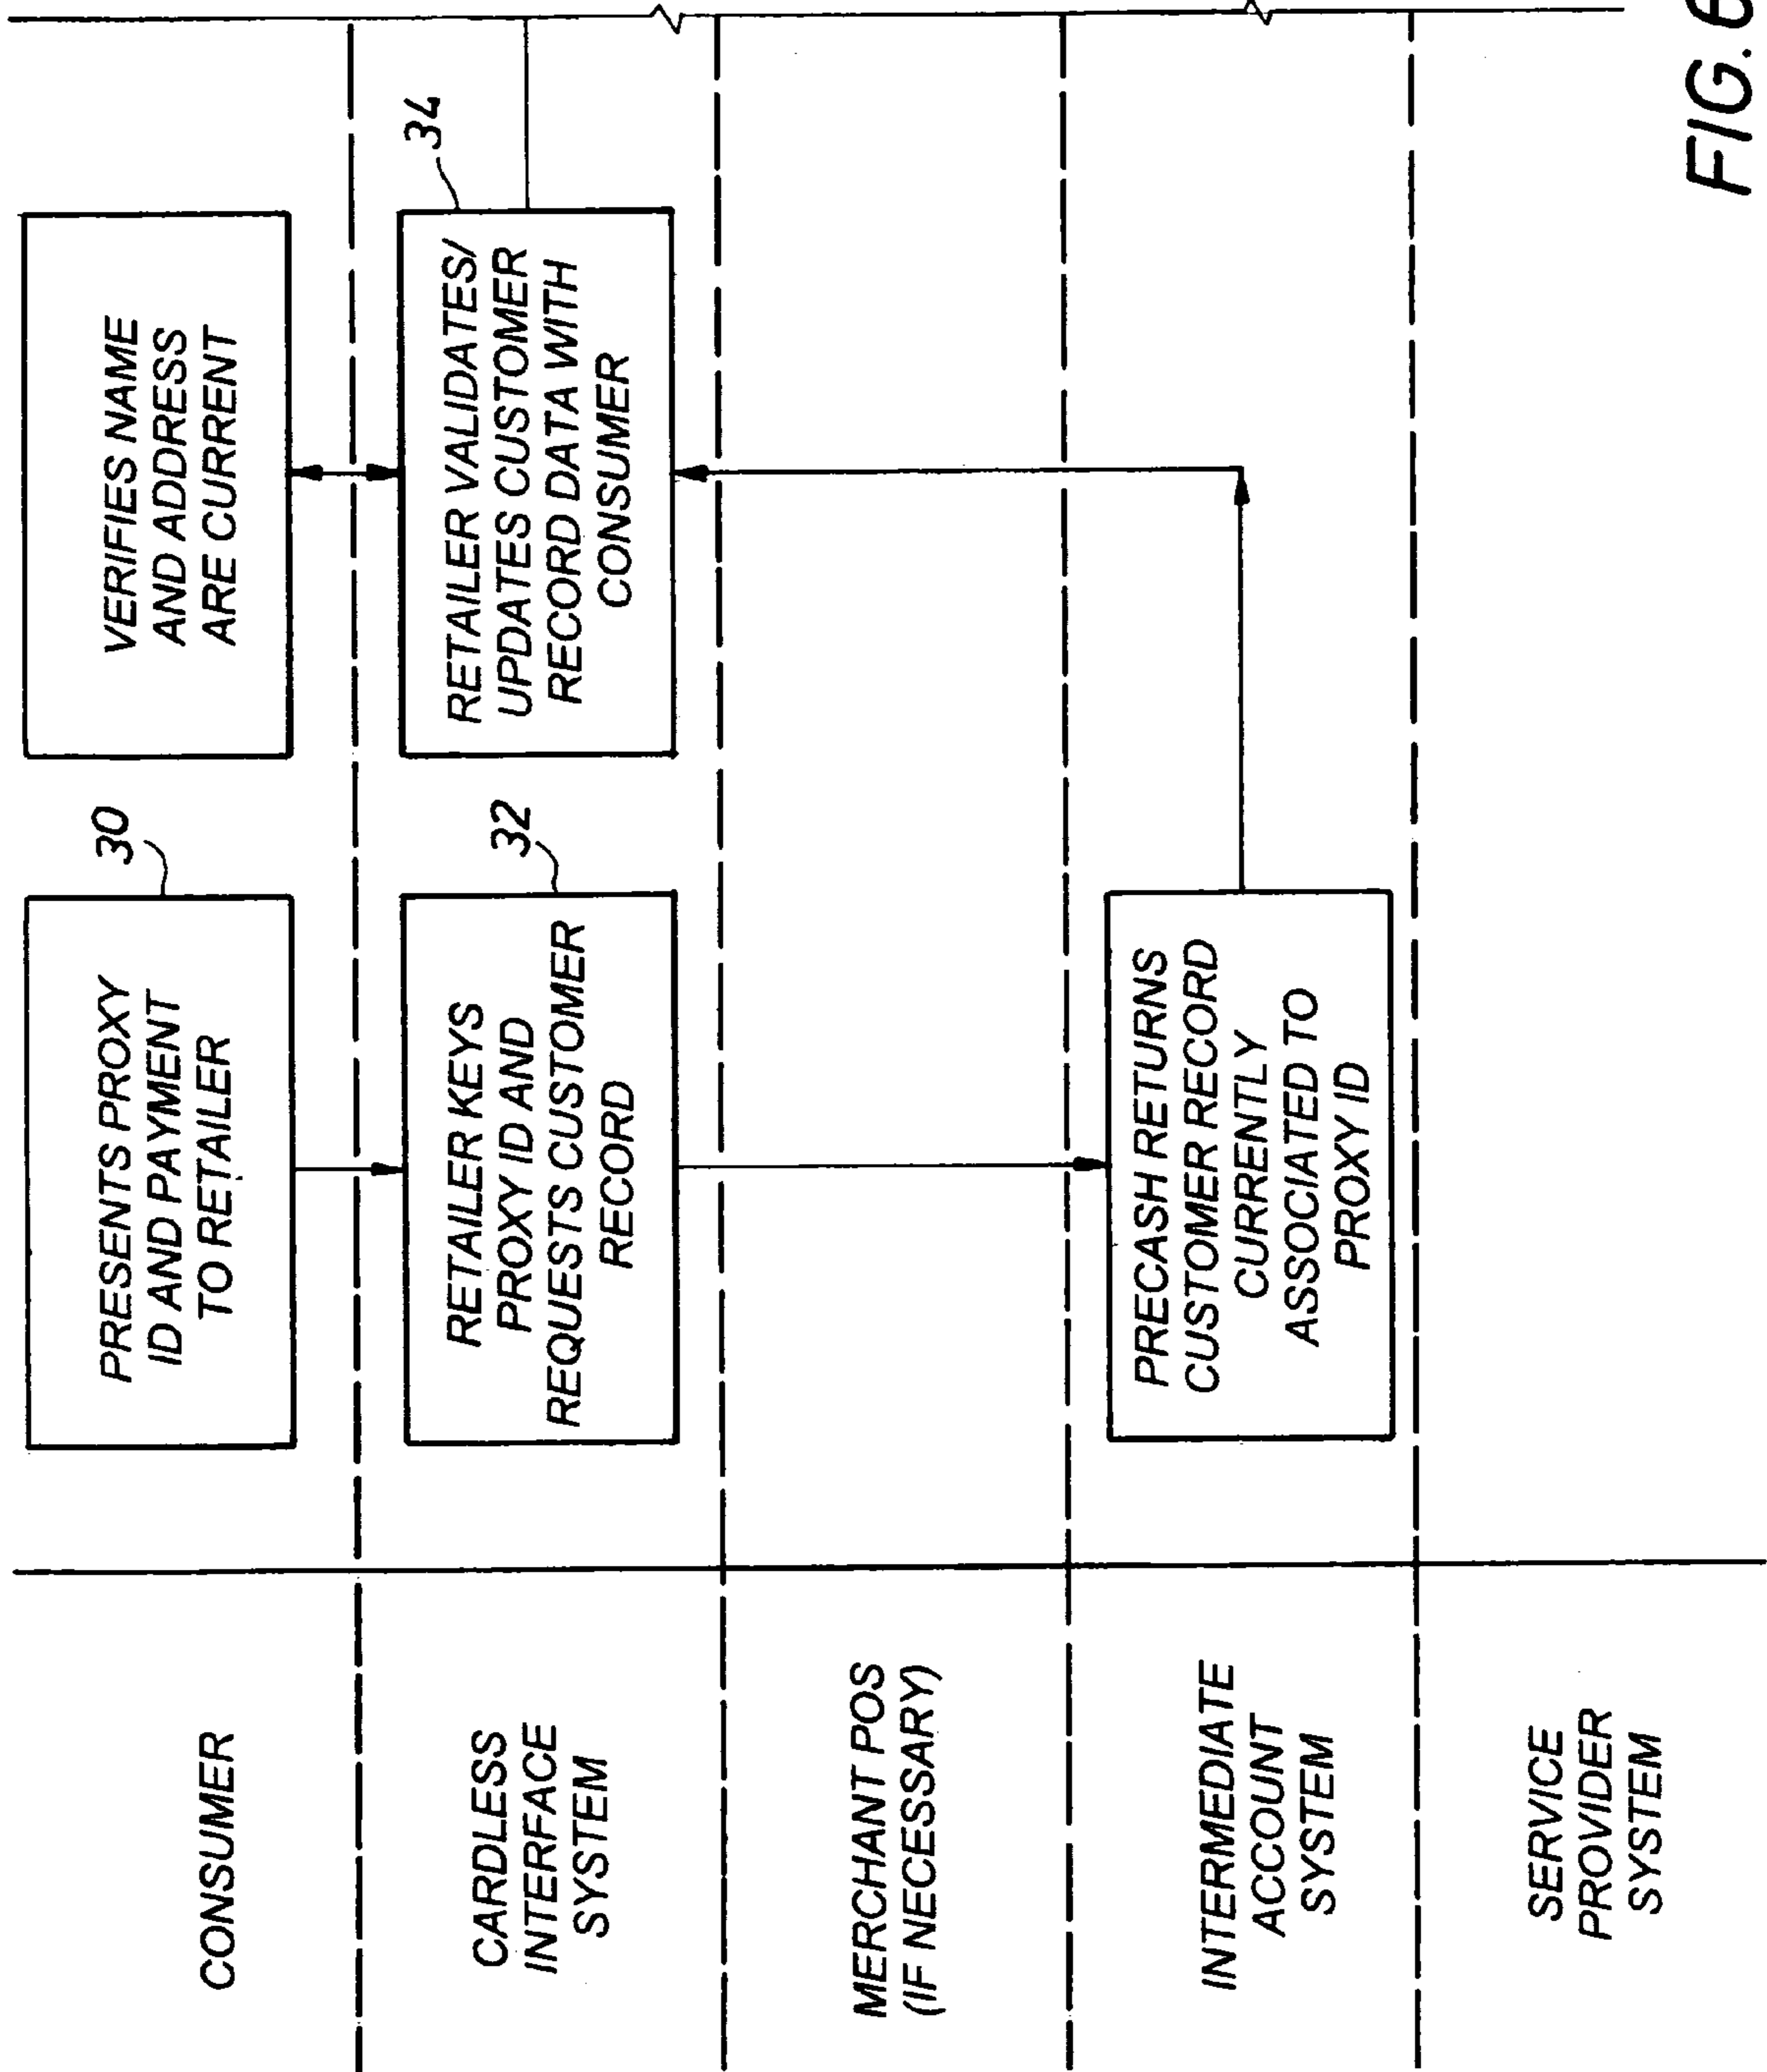 CONSUMER
PRESENTS PROXY
ID AND PAYMENT
TO RETAILER
30
VERIFIES NAME
AND ADDRESS
ARE CURRENT
CARDLESS
INTERFACE
SYSTEM
RETAILER KEYS
PROXY ID AND
REQUESTS CUSTOMER
RECORD
32
RETAILER VALIDATES/
UPDATES CUSTOMER
RECORD DATA WITH
CONSUMER
34
MERCHANT POS
(IF NECESSARY)
INTERMEDIATE
ACCOUNT
SYSTEM
PRECASH RETURNS
CUSTOMER RECORD
CURRENTLY
ASSOCIATED TO
PROXY ID
SERVICE
PROVIDER
SYSTEM
FIG. 6